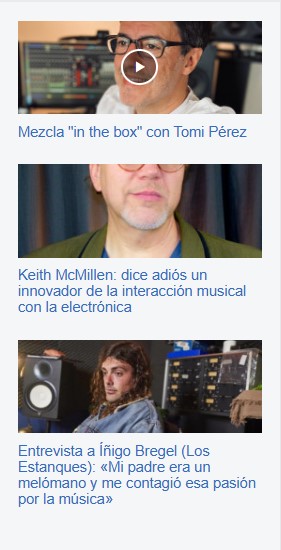 Mezcla "in the box" con Tomi Pérez
Keith McMillen: dice adiós un
innovador de la interacción musical
con la electrónica
Entrevista a Íñigo Bregel (Los
Estanques): «Mi padre era un
melómano y me contagió esa pasión
por la música»